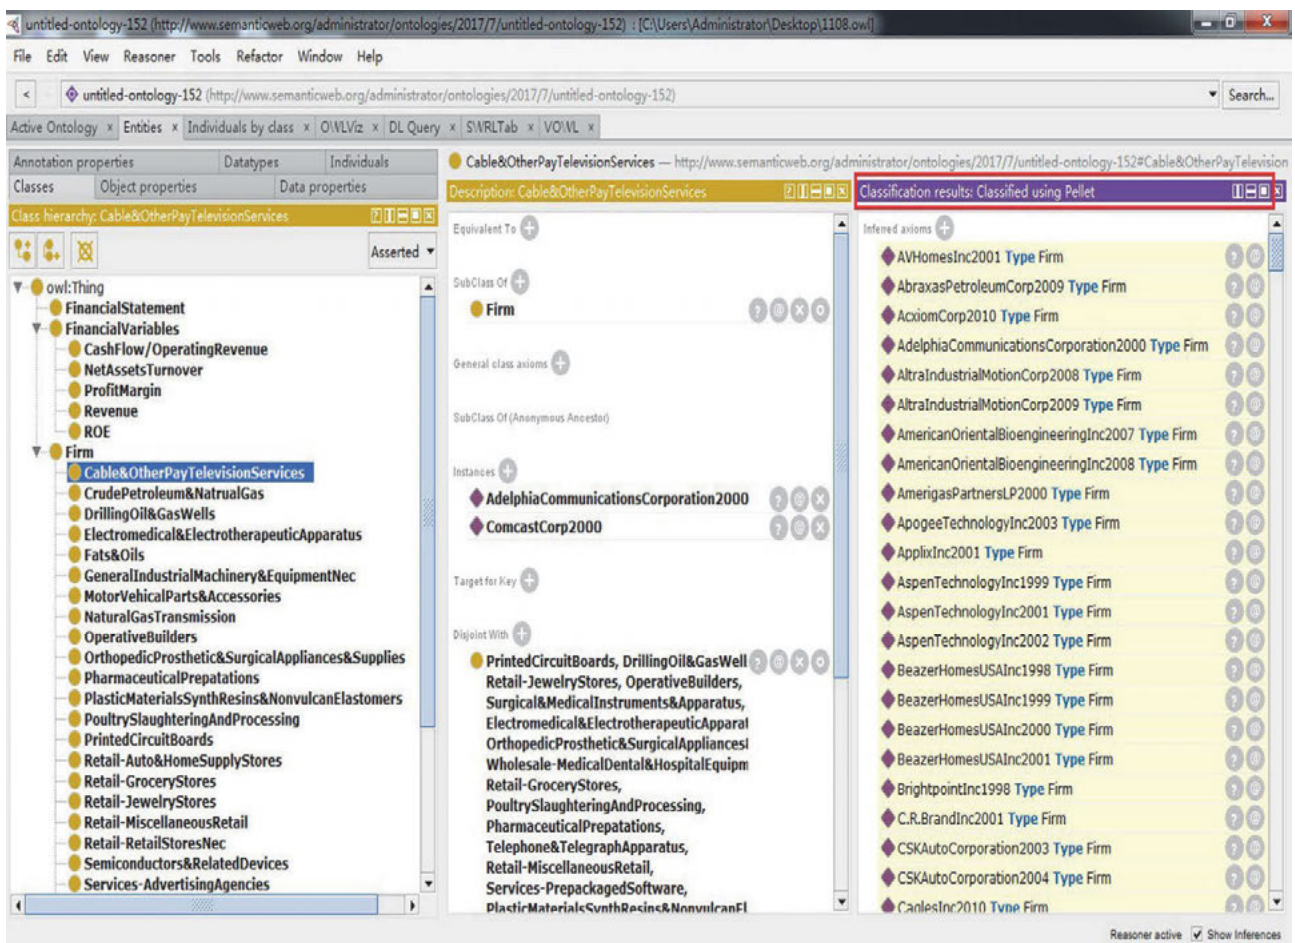 untitled-ontology-152 (http://www.semanticweb.org/administrator/ontologies/2017/7/untitled-ontology-152) : [C:\Users\Administrator\Desktop\1108.owl]
File Edit View Reasoner Tools Refactor Window Help
< untitled-ontology-152 (http://www.semanticweb.org/administrator/ontologies/2017/7/untitled-ontology-152) Search...
Active Ontology x Entities x Individuals by class x OWLViz x DL Query x SWRLTab x VOWL x
Annotation properties Datatypes Individuals
Classes Object properties Data properties
Class hierarchy: Cable&OtherPayTelevisionServices
Asserted
owl:Thing
FinancialStatement
FinancialVariables
CashFlow/OperatingRevenue
NetAssetsTurnover
ProfitMargin
Revenue
ROE
Firm
Cable&OtherPayTelevisionServices
CrudePetroleum&NatrualGas
DrillingOil&GasWells
Electromedical&ElectrotherapeuticApparatus
Fats&Oils
GeneralIndustrialMachinery&EquipmentNec
MotorVehicalParts&Accessories
NaturalGasTransmission
OperativeBuilders
OrthopedicProsthetic&SurgicalAppliances&Supplies
PharmaceuticalPrepatations
PlasticMaterialsSynthResins&NonvulcanElastomers
PoultrySlaughteringAndProcessing
PrintedCircuitBoards
Retail-Auto&HomeSupplyStores
Retail-GroceryStores
Retail-JewelryStores
Retail-MiscellaneousRetail
Retail-RetailStoresNec
Semiconductors&RelatedDevices
Services-AdvertisingAgencies
Cable&OtherPayTelevisionServices — http://www.semanticweb.org/administrator/ontologies/2017/7/untitled-ontology-152#Cable&OtherPayTelevision
Description: Cable&OtherPayTelevisionServices
Equivalent To
SubClass Of
Firm
General class axioms
SubClass Of (Anonymous Ancestor)
Instances
AdelphiaCommunicationsCorporation2000
ComcastCorp2000
Target for Key
Disjoint With
PrintedCircuitBoards, DrillingOil&GasWell
Retail-JewelryStores, OperativeBuilders,
Surgical&MedicalInstruments&Apparatus,
Electromedical&ElectrotherapeuticApparat
OrthopedicProsthetic&SurgicalAppliances
Wholesale-MedicalDental&HospitalEquipm
Retail-GroceryStores,
PoultrySlaughteringAndProcessing,
PharmaceuticalPrepatations,
Telephone&TelegraphApparatus,
Retail-MiscellaneousRetail,
Services-PrepackagedSoftware,
PlasticMaterialsSynthResins&NonvulcanEl
Classification results: Classified using Pellet
Inferred axioms
AVHomesInc2001 Type Firm
AbraxasPetroleumCorp2009 Type Firm
AcxiomCorp2010 Type Firm
AdelphiaCommunicationsCorporation2000 Type Firm
AltraIndustrialMotionCorp2008 Type Firm
AltraIndustrialMotionCorp2009 Type Firm
AmericanOrientalBioengineeringInc2007 Type Firm
AmericanOrientalBioengineeringInc2008 Type Firm
AmerigasPartnersLP2000 Type Firm
ApogeeTechnologyInc2003 Type Firm
ApplixInc2001 Type Firm
AspenTechnologyInc1999 Type Firm
AspenTechnologyInc2001 Type Firm
AspenTechnologyInc2002 Type Firm
BeazerHomesUSAInc1998 Type Firm
BeazerHomesUSAInc1999 Type Firm
BeazerHomesUSAInc2000 Type Firm
BeazerHomesUSAInc2001 Type Firm
BrightpointInc1998 Type Firm
C.R.BrandInc2001 Type Firm
CSKAutoCorporation2003 Type Firm
CSKAutoCorporation2004 Type Firm
CaglesInc2010 Type Firm
Reasoner active Show Inferences